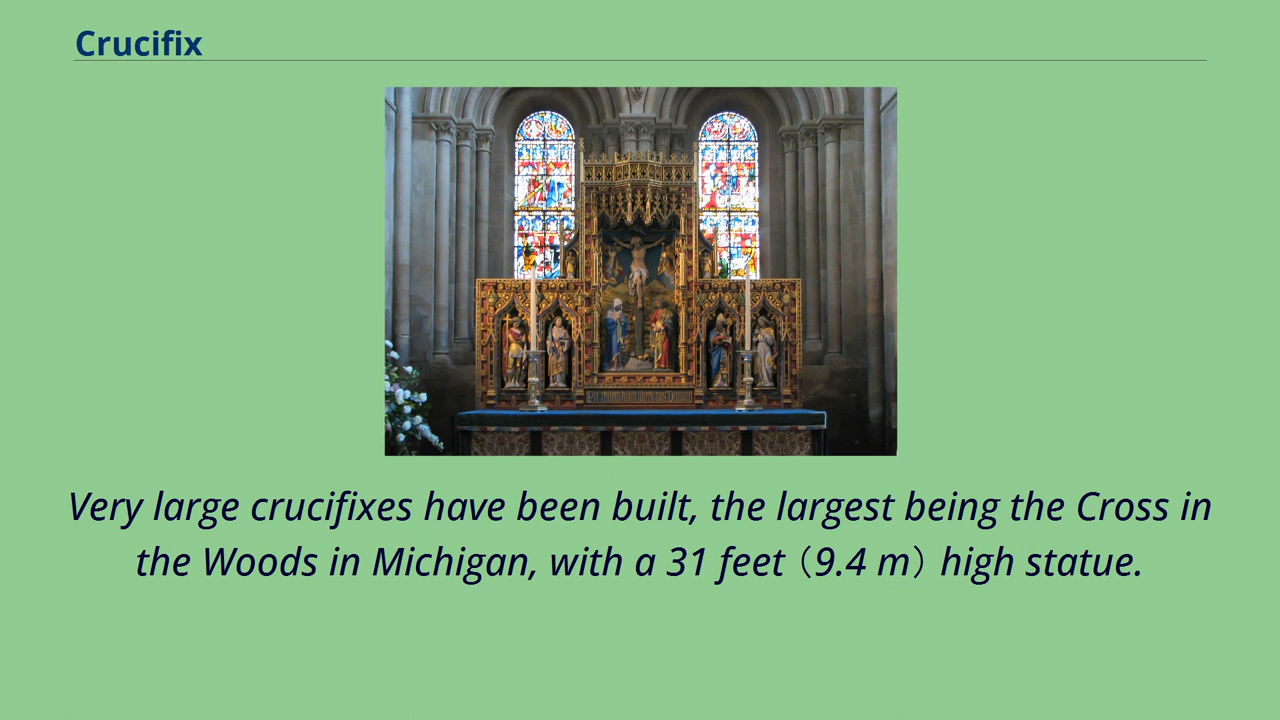 Crucifix
Very large crucifixes have been built, the largest being the Cross in
the Woods in Michigan, with a 31 feet（9.4 m）high statue.